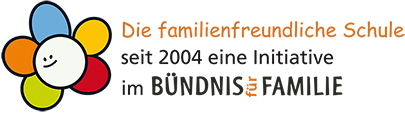 Die familienfreundliche Schule
seit 2004 eine Initiative
im BÜNDNIS für FAMILIE